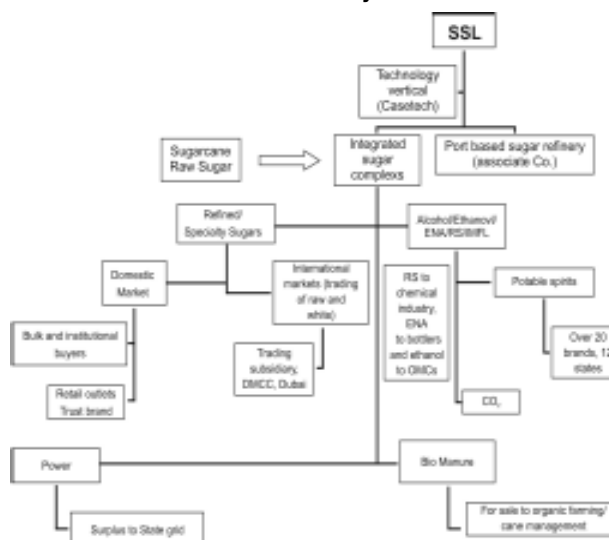 SSL
Technology
vertical
(Casetech)
Sugarcane
Raw Sugar
Integrated
sugar
complexs
Port based sugar refinery
(associate Co.)
Refined/
Specialty Sugars
Alcohol/Ethanol/
ENA/RS/IMFL
Domestic
Market
International
markets (trading
of raw and
white)
RS to
chemical
industry,
ENA
to bottlers
and ethanol
to OMCs
Potable spirits
Bulk and institutional
buyers
Trading
subsidiary,
DMCC, Dubai
Over 20
brands, 12
states
Retail outlets
Trust brand
CO₂
Power
Bio Manure
Surplus to State grid
For sale to organic farming/
cane management